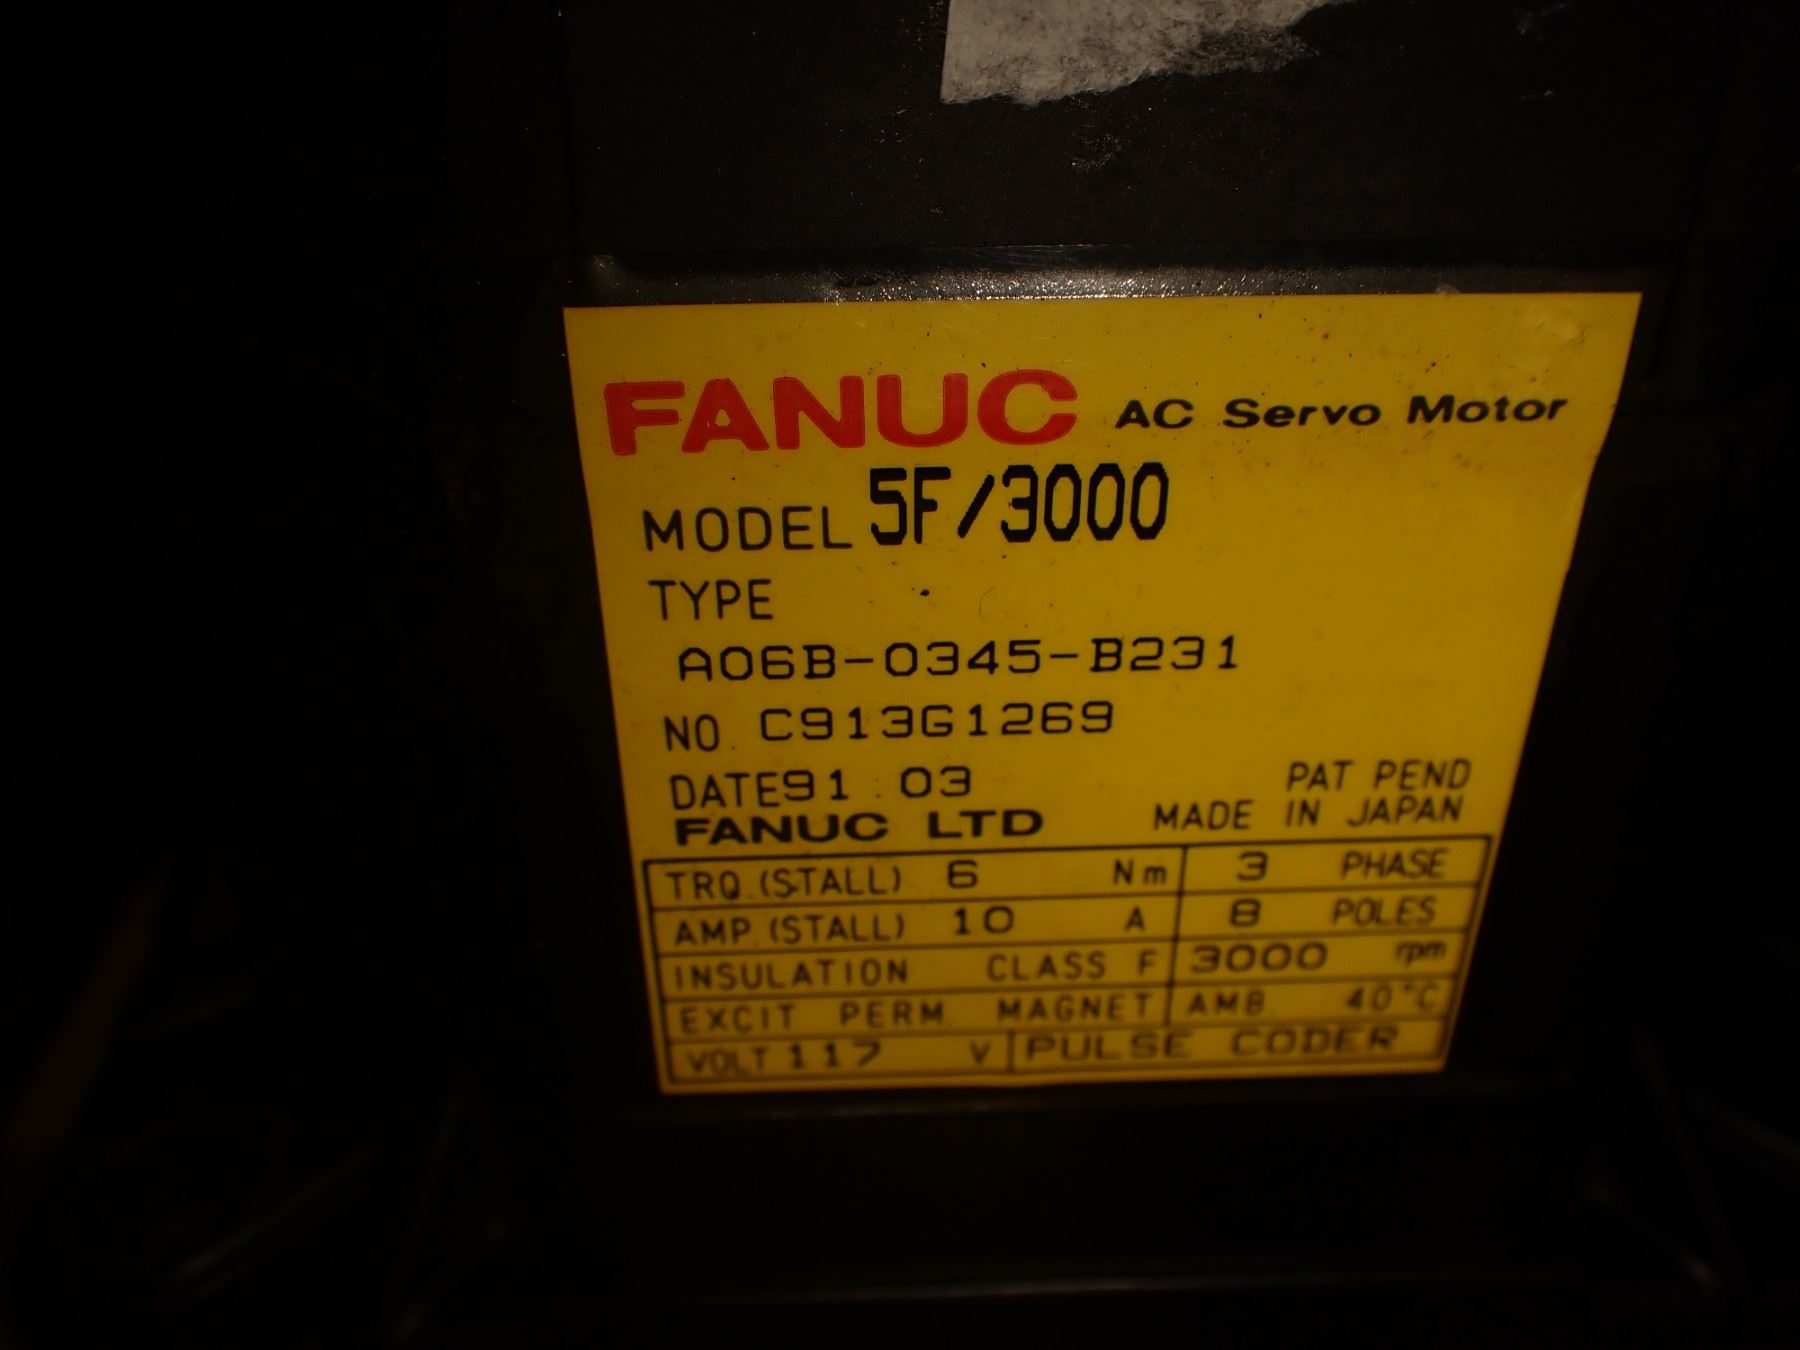 FANUC AC Servo Motor
MODEL 5F/3000
TYPE
A06B-0345-B231
NO. C913G1269
DATE 91.03
PAT PEND
FANUC LTD MADE IN JAPAN
TRQ.(STALL) 6 Nm 3 PHASE
AMP.(STALL) 10 A 8 POLES
INSULATION CLASS F 3000 rpm
EXCIT PERM MAGNET AMB. 40°C
VOLT 117 V PULSE CODER